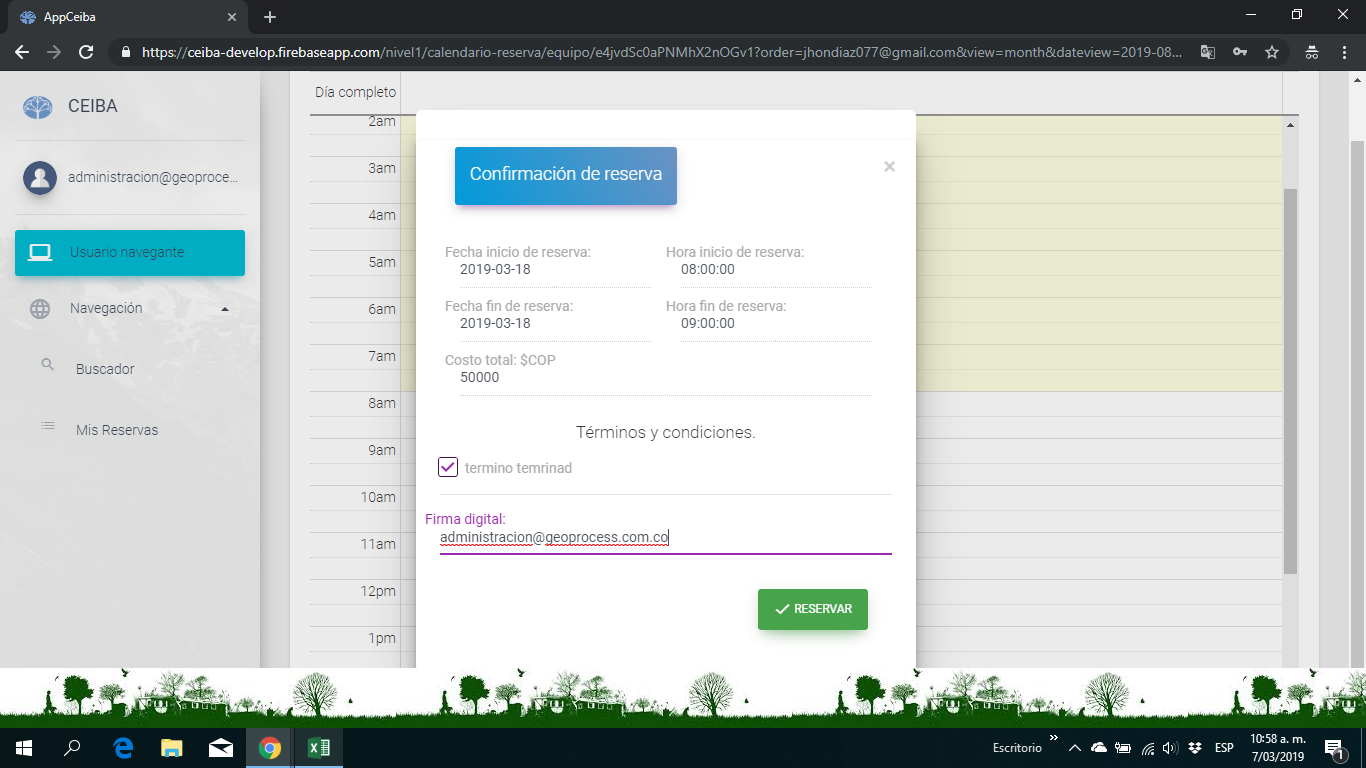 AppCeiba
https://ceiba-develop.firebaseapp.com/nivel1/calendario-reserva/equipo/e4jvdSc0aPNMhX2nOGv1?order=jhondiaz077@gmail.com&view=month&dateview=2019-08...
CEIBA
administracion@geoproce...
Usuario navegante
Navegación
Buscador
Mis Reservas
Día completo
2am
3am
4am
5am
6am
7am
8am
9am
10am
11am
12pm
1pm
Confirmación de reserva
×
Fecha inicio de reserva: Hora inicio de reserva:
2019-03-18 08:00:00
Fecha fin de reserva: Hora fin de reserva:
2019-03-18 09:00:00
Costo total: $COP
50000
Términos y condiciones.
termino temrinad
Firma digital:
administracion@geoprocess.com.co
RESERVAR
Escritorio » ESP 10:58 a. m.
7/03/2019 1